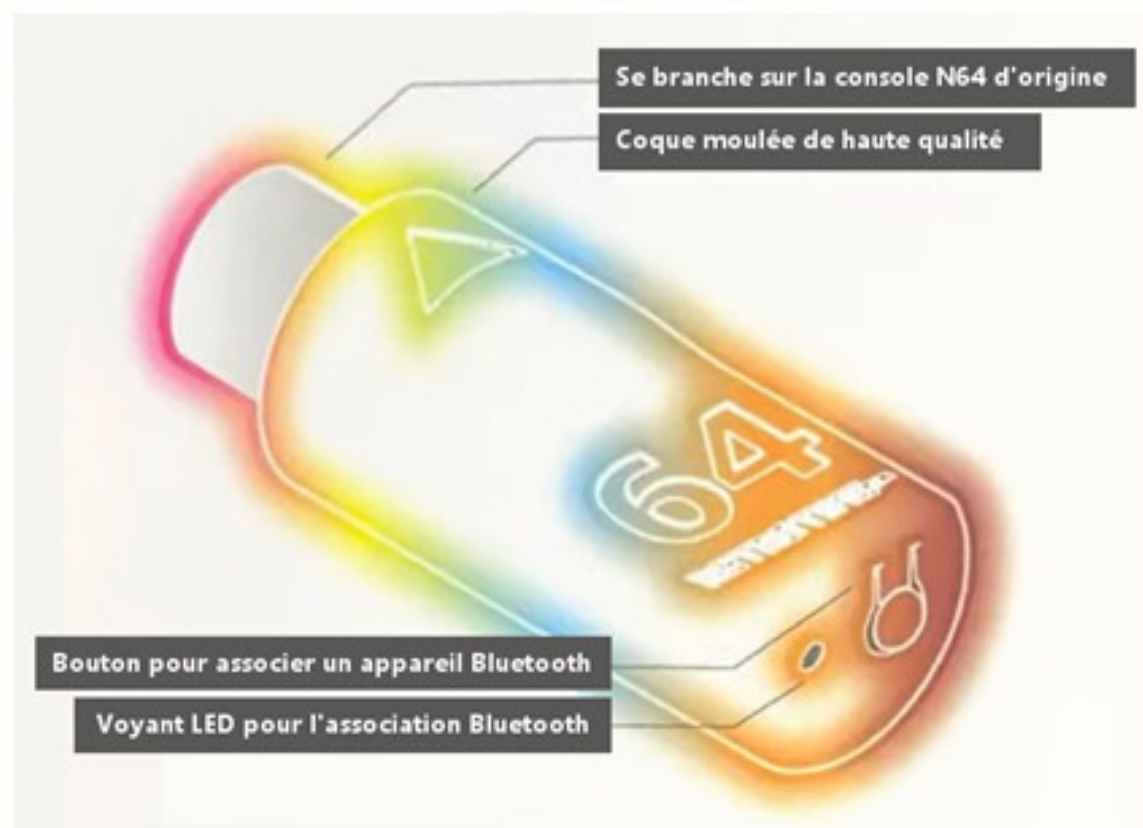 Se branche sur la console N64 d'origine
Coque moulée de haute qualité
64
Bouton pour associer un appareil Bluetooth
Voyant LED pour l'association Bluetooth